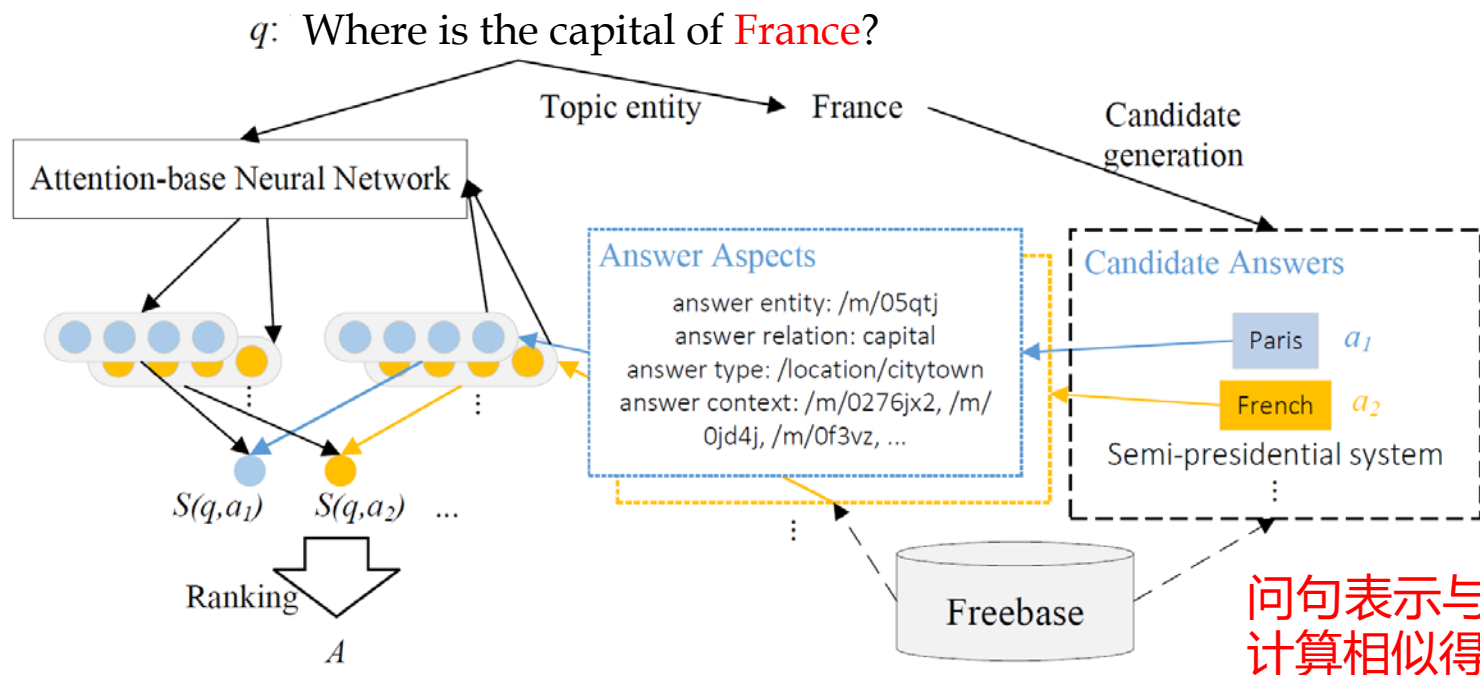 q: Where is the capital of France?
Topic entity
France
Candidate
generation
Attention-base Neural Network
Answer Aspects
answer entity: /m/05qtj
answer relation: capital
answer type: /location/citytown
answer context: /m/0276jx2, /m/
0jd4j, /m/0f3vz, ...
Candidate Answers
Paris a1
French a2
Semi-presidential system
⋮
⋮
⋮
⋮
S(q,a1) S(q,a2) ...
Ranking
A
Freebase
问句表示与
计算相似得